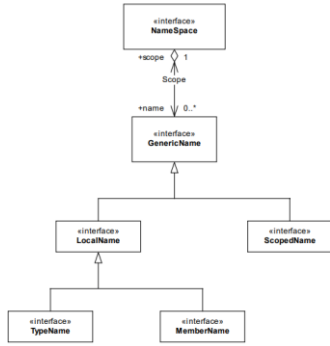 «interface»
NameSpace
+scope 1
Scope
+name 0..*
«interface»
GenericName
«interface»
LocalName
«interface»
ScopedName
«interface»
TypeName
«interface»
MemberName